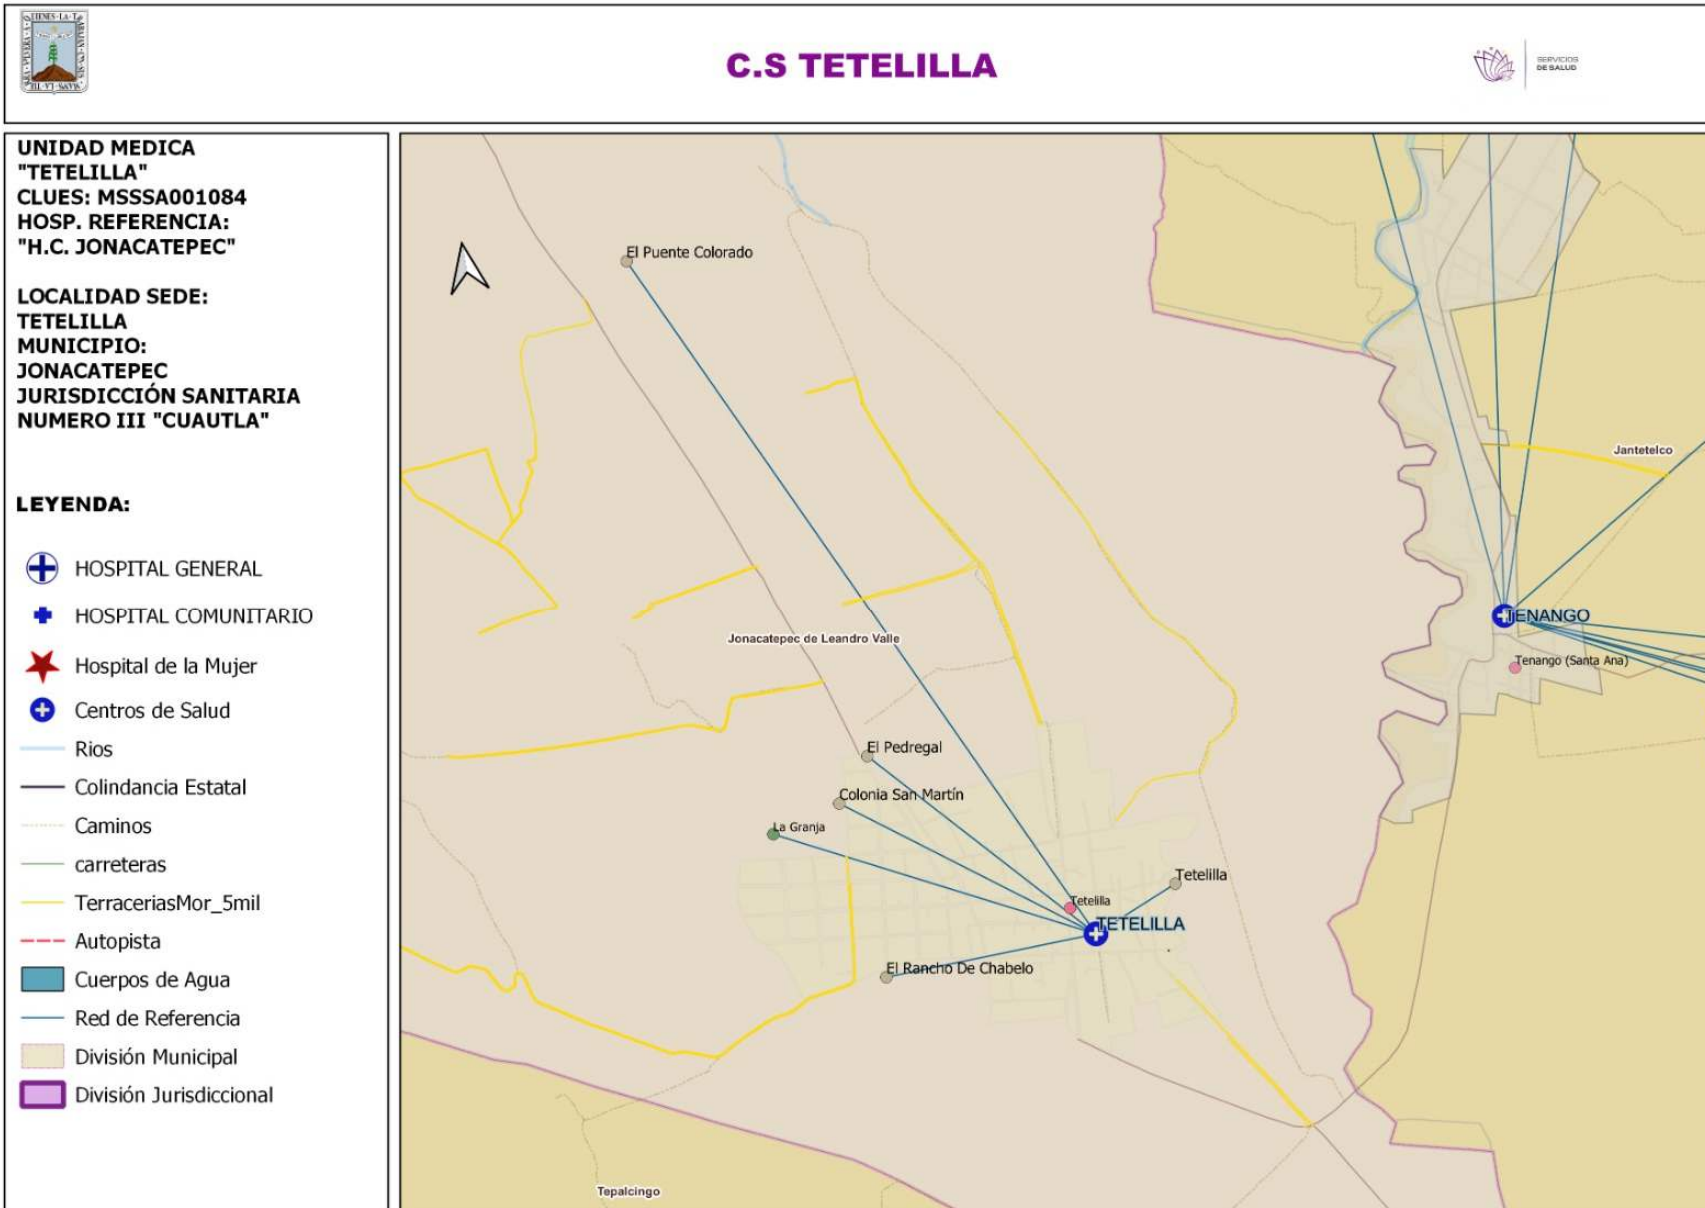 C.S TETELILLA
SERVICIOS
DE SALUD
UNIDAD MEDICA
"TETELILLA"
CLUES: MSSSA001084
HOSP. REFERENCIA:
"H.C. JONACATEPEC"
LOCALIDAD SEDE:
TETELILLA
MUNICIPIO:
JONACATEPEC
JURISDICCIÓN SANITARIA
NUMERO III "CUAUTLA"
LEYENDA:
HOSPITAL GENERAL
HOSPITAL COMUNITARIO
Hospital de la Mujer
Centros de Salud
Rios
Colindancia Estatal
Caminos
carreteras
TerraceriasMor_5mil
Autopista
Cuerpos de Agua
Red de Referencia
División Municipal
División Jurisdiccional
El Puente Colorado
Jantetelco
TENANGO
Jonacatepec de Leandro Valle
Tenango (Santa Ana)
El Pedregal
Colonia San Martín
La Granja
Tetelilla
Tetelilla
TETELILLA
El Rancho De Chabelo
Tepalcingo